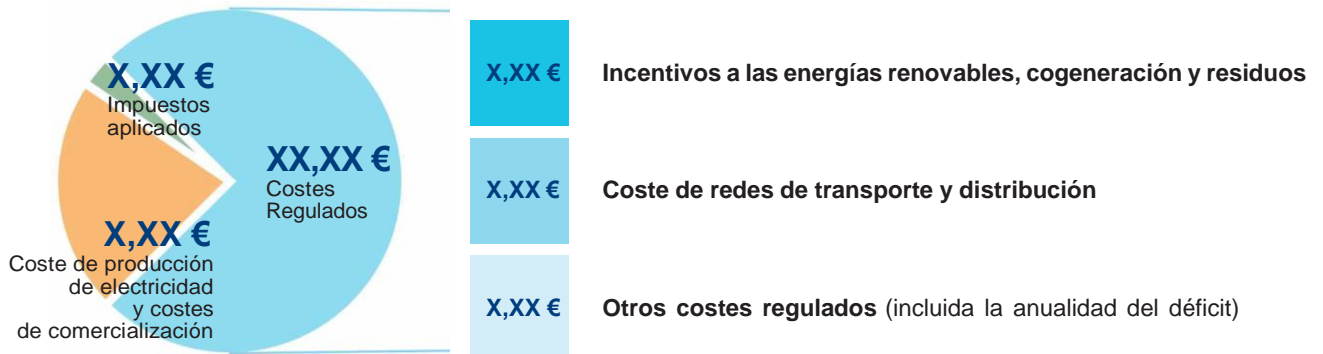 X,XX €
Impuestos
aplicados
XX,XX €
Costes
Regulados
X,XX €
Coste de producción
de electricidad
y costes
de comercialización
X,XX € Incentivos a las energías renovables, cogeneración y residuos
X,XX € Coste de redes de transporte y distribución
X,XX € Otros costes regulados (incluida la anualidad del déficit)